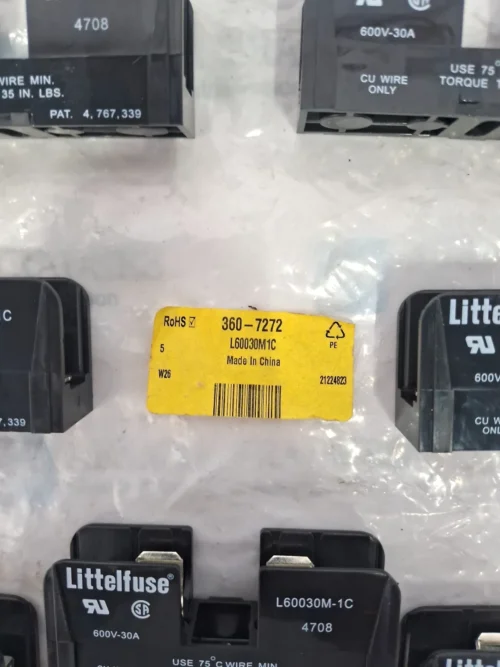 4708
WIRE MIN.
35 IN. LBS.
PAT. 4,767,339
600V-30A
CU WIRE
ONLY
USE 75°
TORQUE
1C
7,339
RoHS
360-7272
L60030M1C
5
Made In China
PE
W26
21224823
Litte
600V
CU W
ONL
Littelfuse®
600V-30A
L60030M-1C
4708
USE 75°C WIRE MIN.
Littelfuse